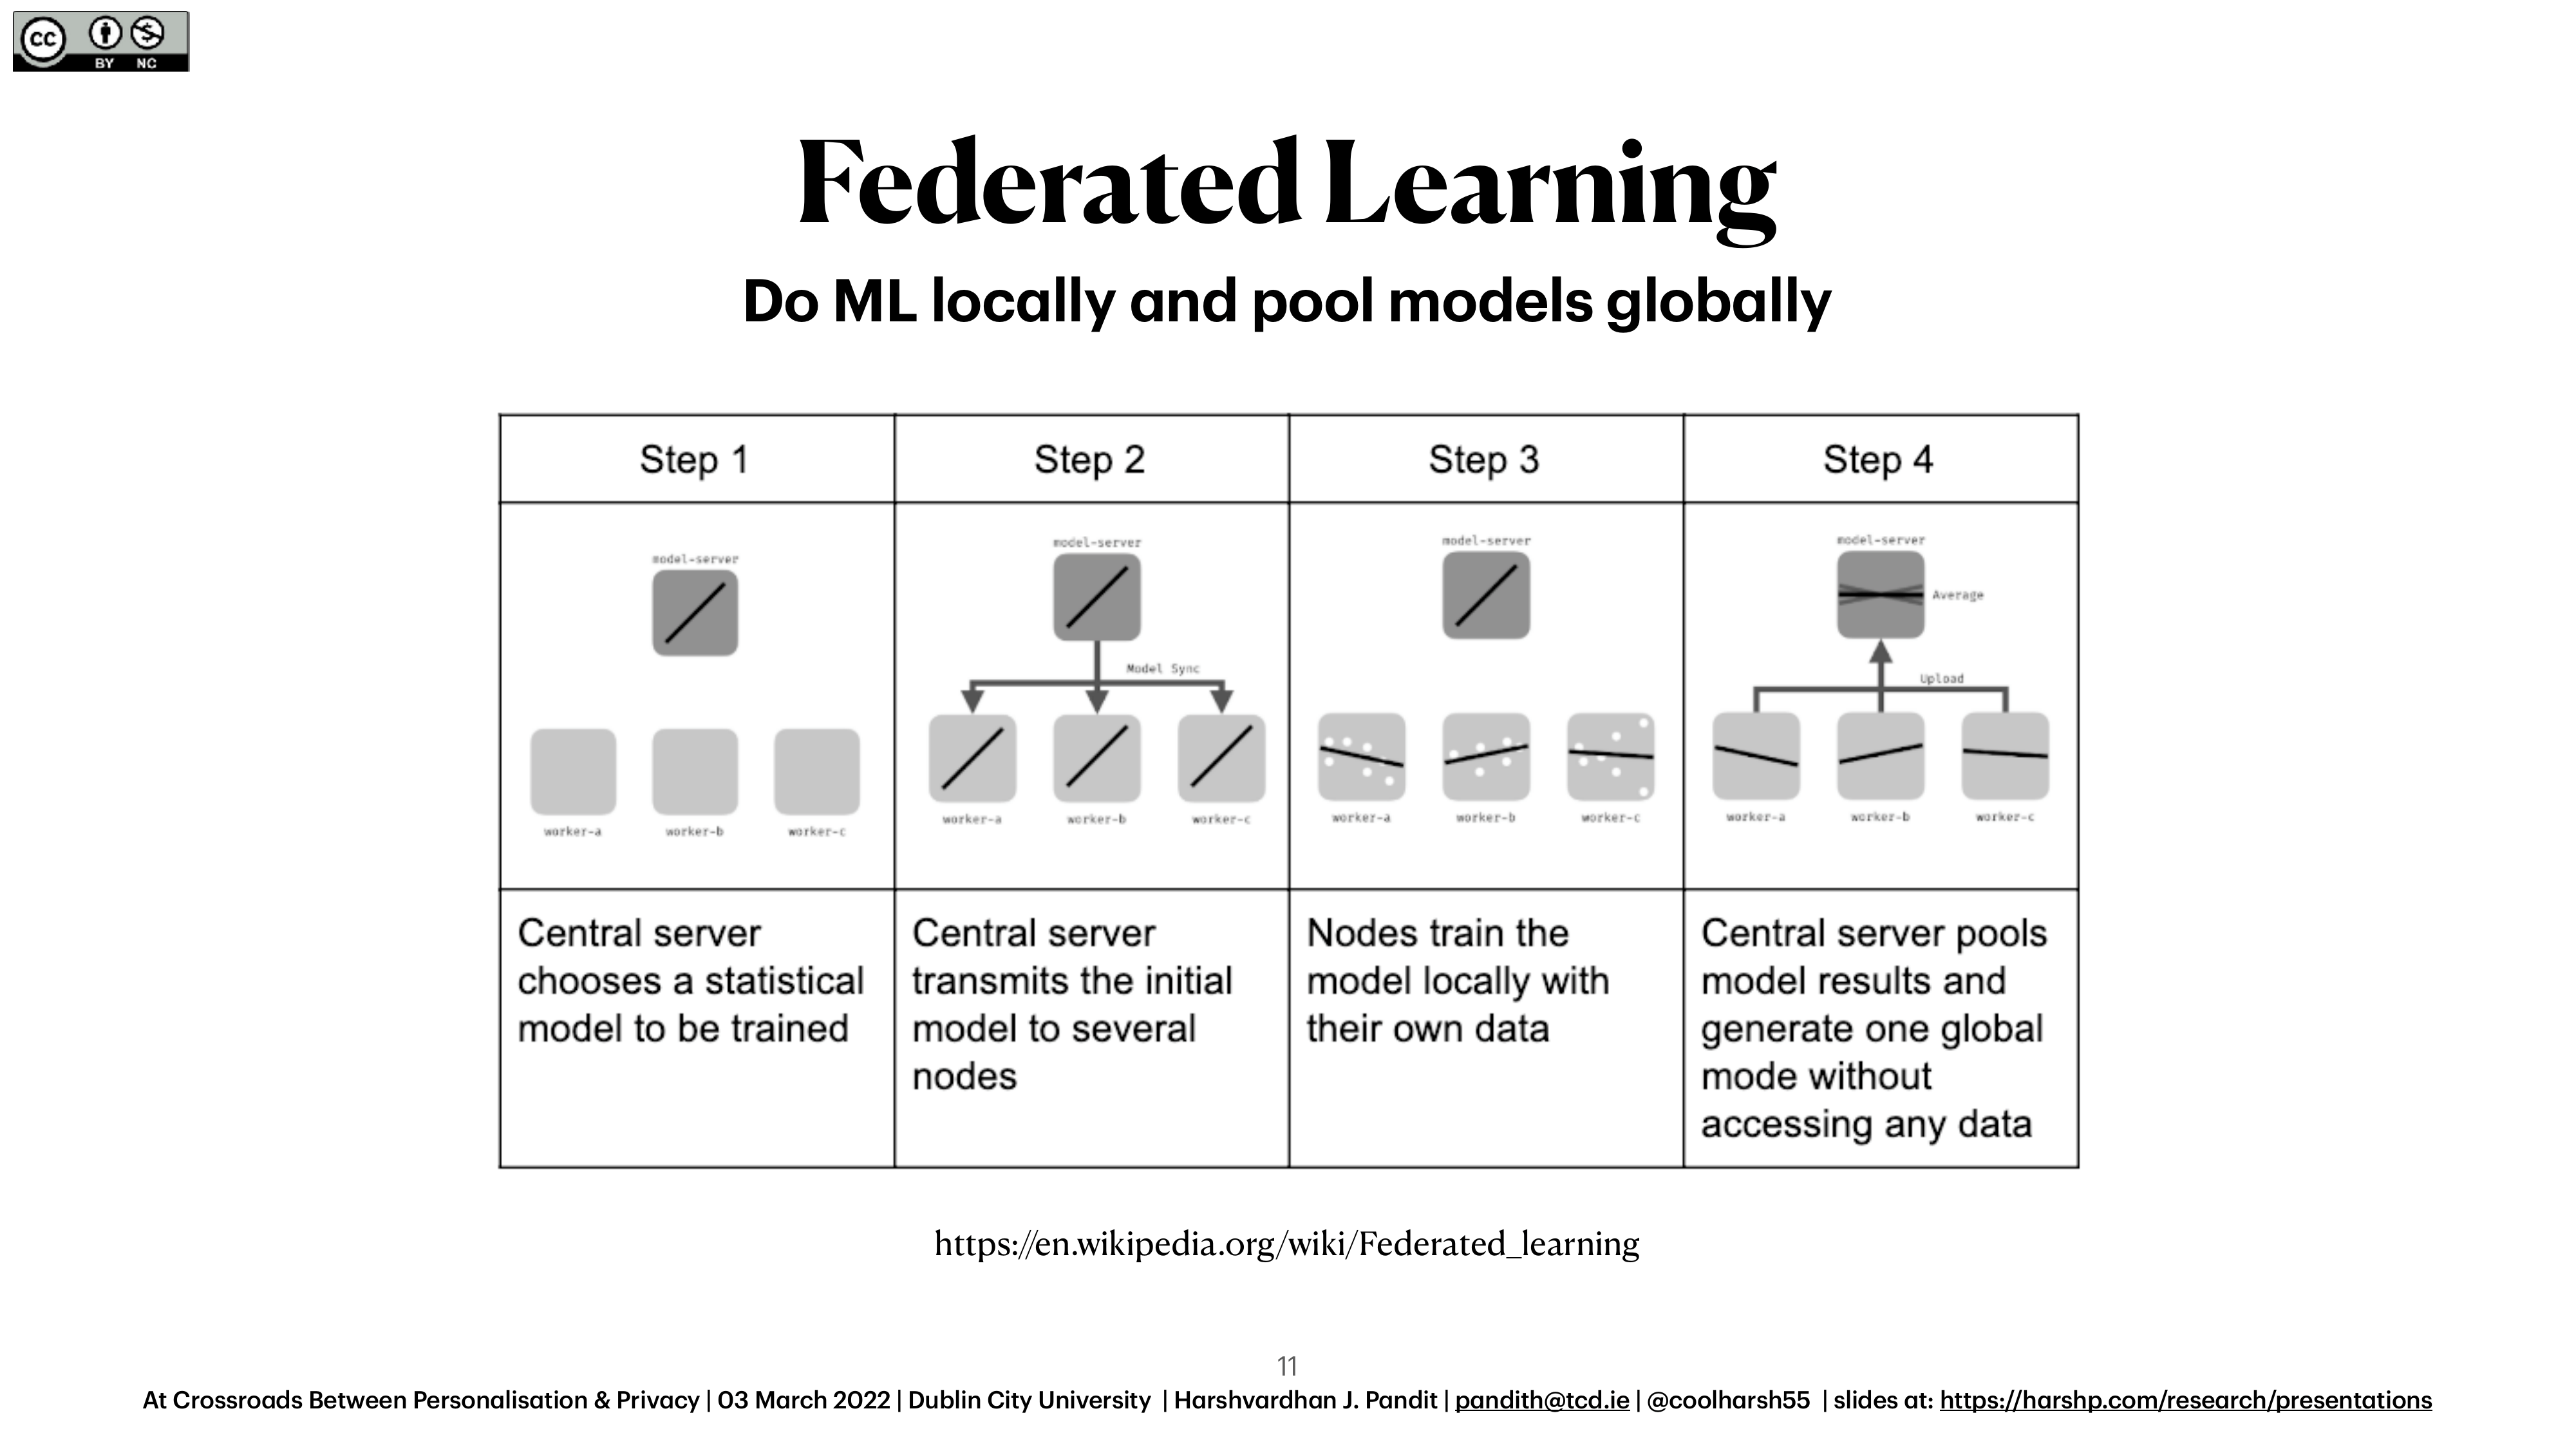 cc
BY NC
Federated Learning
Do ML locally and pool models globally
Step 1
Step 2
Step 3
Step 4
model-server
worker-a
worker-b
worker-c
model-server
Model Sync
worker-a
worker-b
worker-c
model-server
worker-a
worker-b
worker-c
model-server
Average
Upload
worker-a
worker-b
worker-c
Central server
chooses a statistical
model to be trained
Central server
transmits the initial
model to several
nodes
Nodes train the
model locally with
their own data
Central server pools
model results and
generate one global
mode without
accessing any data
https://en.wikipedia.org/wiki/Federated_learning
11
At Crossroads Between Personalisation & Privacy | 03 March 2022 | Dublin City University | Harshvardhan J. Pandit | pandith@tcd.ie | @coolharsh55 | slides at: https://harshp.com/research/presentations